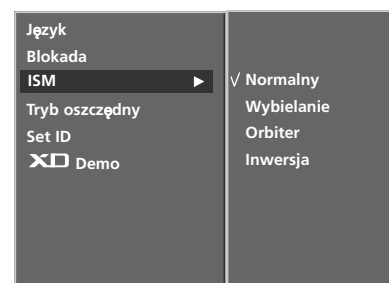 Język
Blokada
ISM ►
Tryb oszczędny
Set ID
XD Demo
√ Normalny
Wybielanie
Orbiter
Inwersja